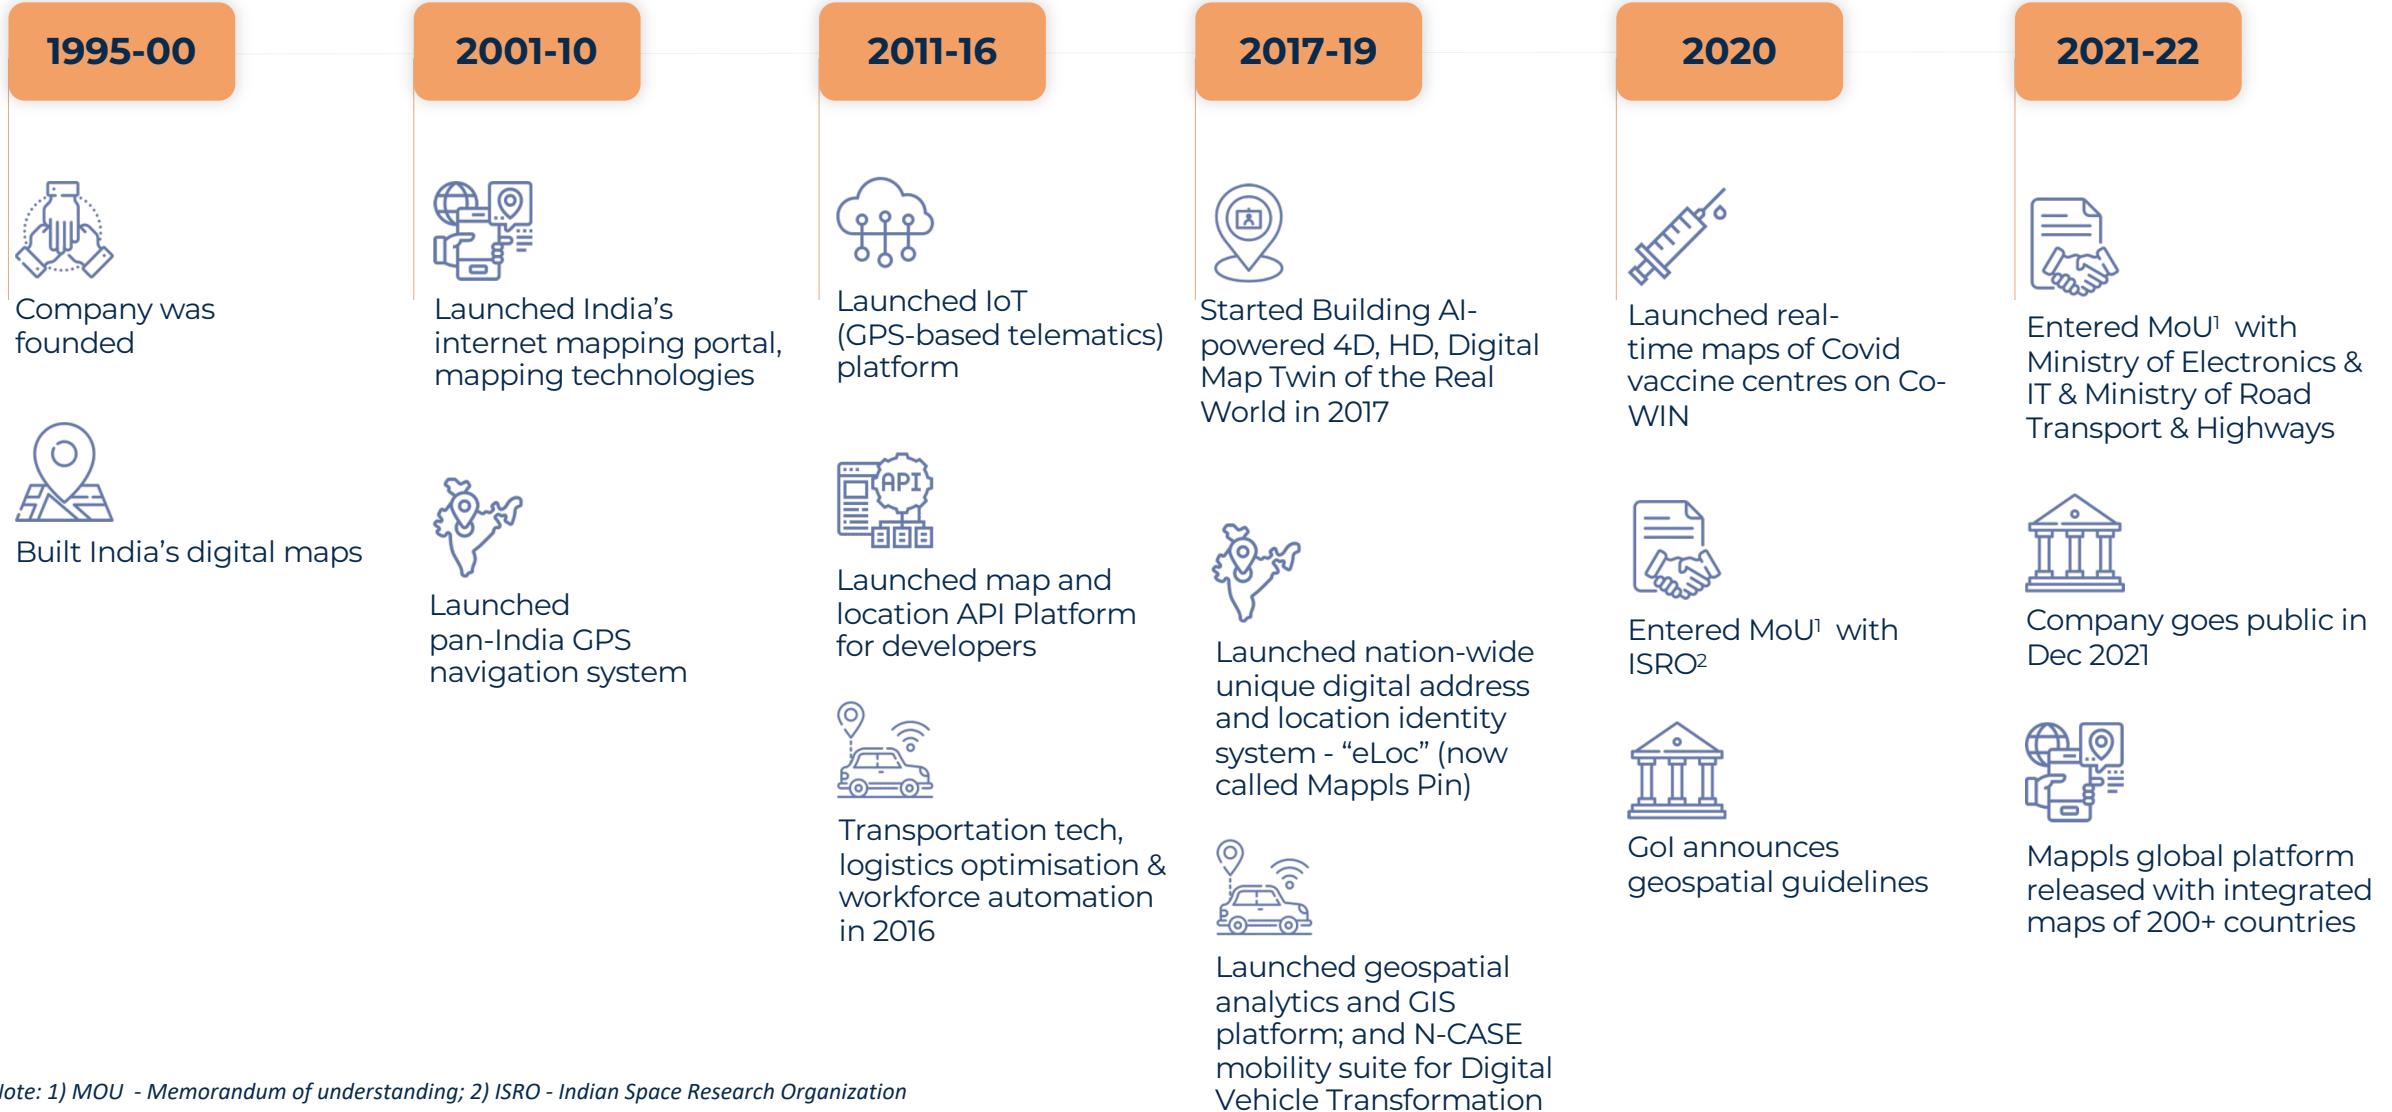 1995-00
2001-10
2011-16
2017-19
2020
2021-22
Company was
founded
Built India’s digital maps
Launched India’s
internet mapping portal,
mapping technologies
Launched
pan-India GPS
navigation system
Launched IoT
(GPS-based telematics)
platform
API
Launched map and
location API Platform
for developers
Transportation tech,
logistics optimisation &
workforce automation
in 2016
Started Building AI-
powered 4D, HD, Digital
Map Twin of the Real
World in 2017
Launched nation-wide
unique digital address
and location identity
system - “eLoc” (now
called Mappls Pin)
Launched geospatial
analytics and GIS
platform; and N-CASE
mobility suite for Digital
Vehicle Transformation
Launched real-
time maps of Covid
vaccine centres on Co-
WIN
Entered MoU¹ with
ISRO²
GoI announces
geospatial guidelines
Entered MoU¹ with
Ministry of Electronics &
IT & Ministry of Road
Transport & Highways
Company goes public in
Dec 2021
Mappls global platform
released with integrated
maps of 200+ countries
lote: 1) MOU - Memorandum of understanding; 2) ISRO - Indian Space Research Organization